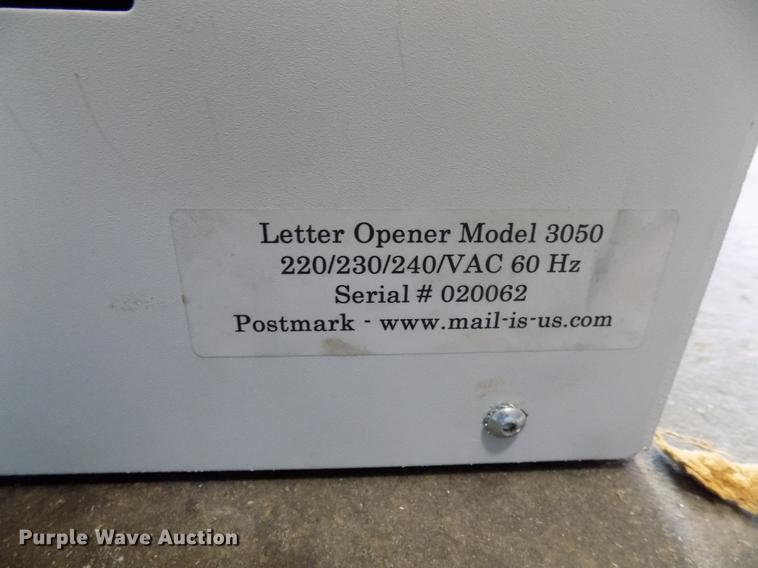 Letter Opener Model 3050
220/230/240/VAC 60 Hz
Serial # 020062
Postmark - www.mail-is-us.com
Purple Wave Auction